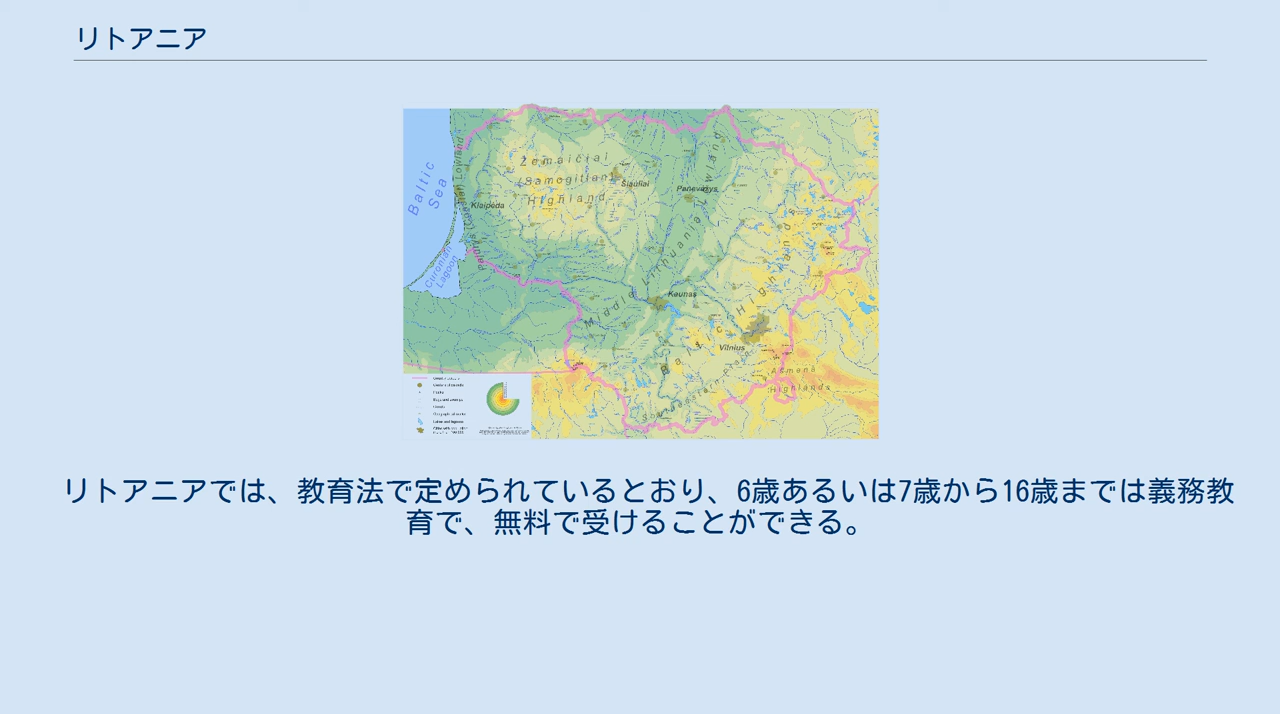 リトアニア
Baltic
Sea
Curonian
Lagoon
Žemaičiai
(Samogitian)
Highland
Šiauliai
Panevėžys
Klaipėda
Middle Lithuania Lowland
Kaunas
Baltic Highlands
Vilnius
Ašmena
Highlands
リトアニアでは、教育法で定められているとおり、6歳あるいは7歳から16歳までは義務教
育で、無料で受けることができる。